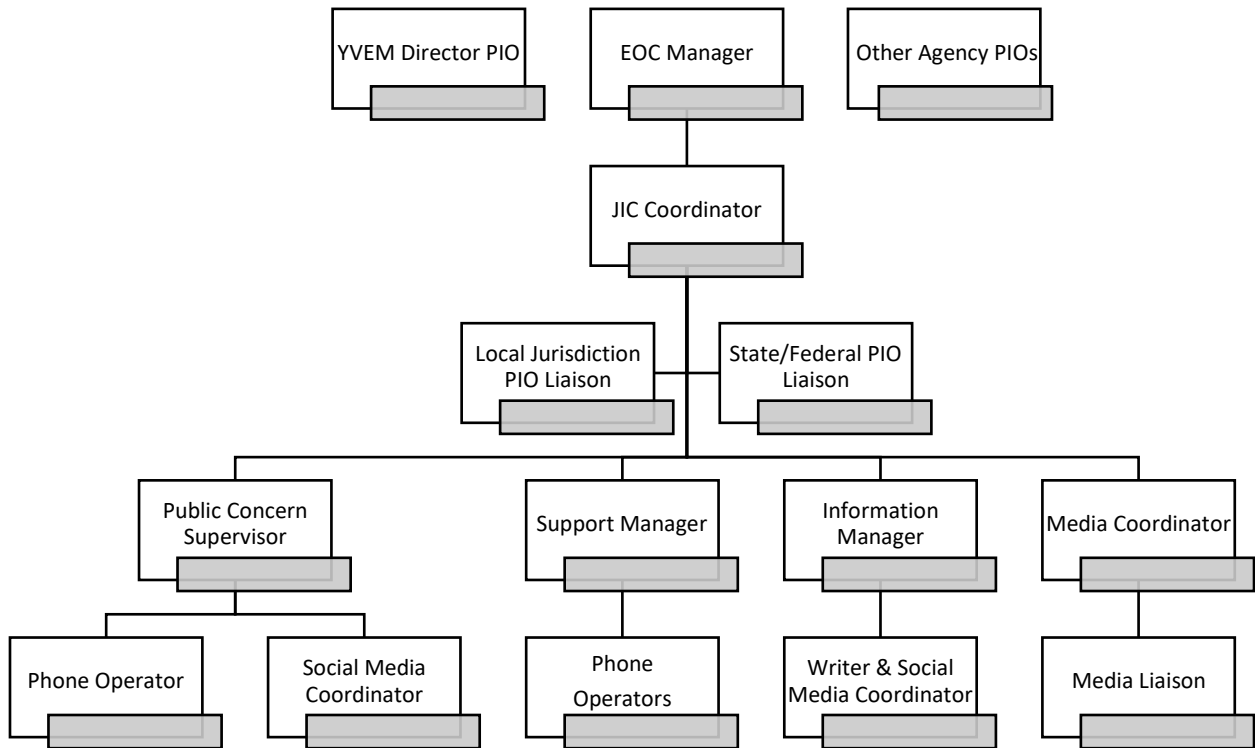 YVEM Director PIO
EOC Manager
Other Agency PIOs
JIC Coordinator
Local Jurisdiction
PIO Liaison
State/Federal PIO
Liaison
Public Concern
Supervisor
Support Manager
Information
Manager
Media Coordinator
Phone Operator
Social Media
Coordinator
Phone
Operators
Writer & Social
Media Coordinator
Media Liaison